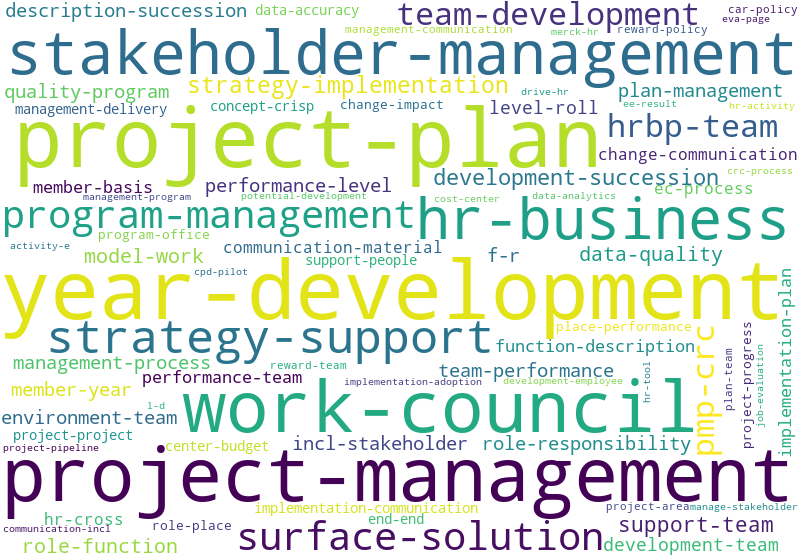 description-succession
data-accuracy
team-development
car-policy
eva-page
management-communication
merck-hr
reward-policy
stakeholder-management
quality-program
strategy-implementation
drive-hr
plan-management
management-delivery
concept-crisp
change-impact
level-roll
ee-result
hr-activity
project-plan
hrbp-team
change-communication
member-basis
performance-level
development-succession
crc-process
ec-process
management-program
potential-development
cost-center
data-analytics
program-management
hr-business
program-office
activity-e
communication-material
model-work
support-people
f-r
data-quality
cpd-pilot
year-development
implementation-plan
strategy-support
place-performance
function-description
pmp-crc
plan-team
project-progress
job-evaluation
management-process
reward-team
team-performance
performance-team
implementation-adoption
development-employee
hr-tool
member-year
work-council
l-d
environment-team
project-project
project-pipeline
center-budget
incl-stakeholder
role-responsibility
project-management
implementation-communication
project-area
manage-stakeholder
hr-cross
role-place
end-end
communication-incl
surface-solution
support-team
role-function
development-team